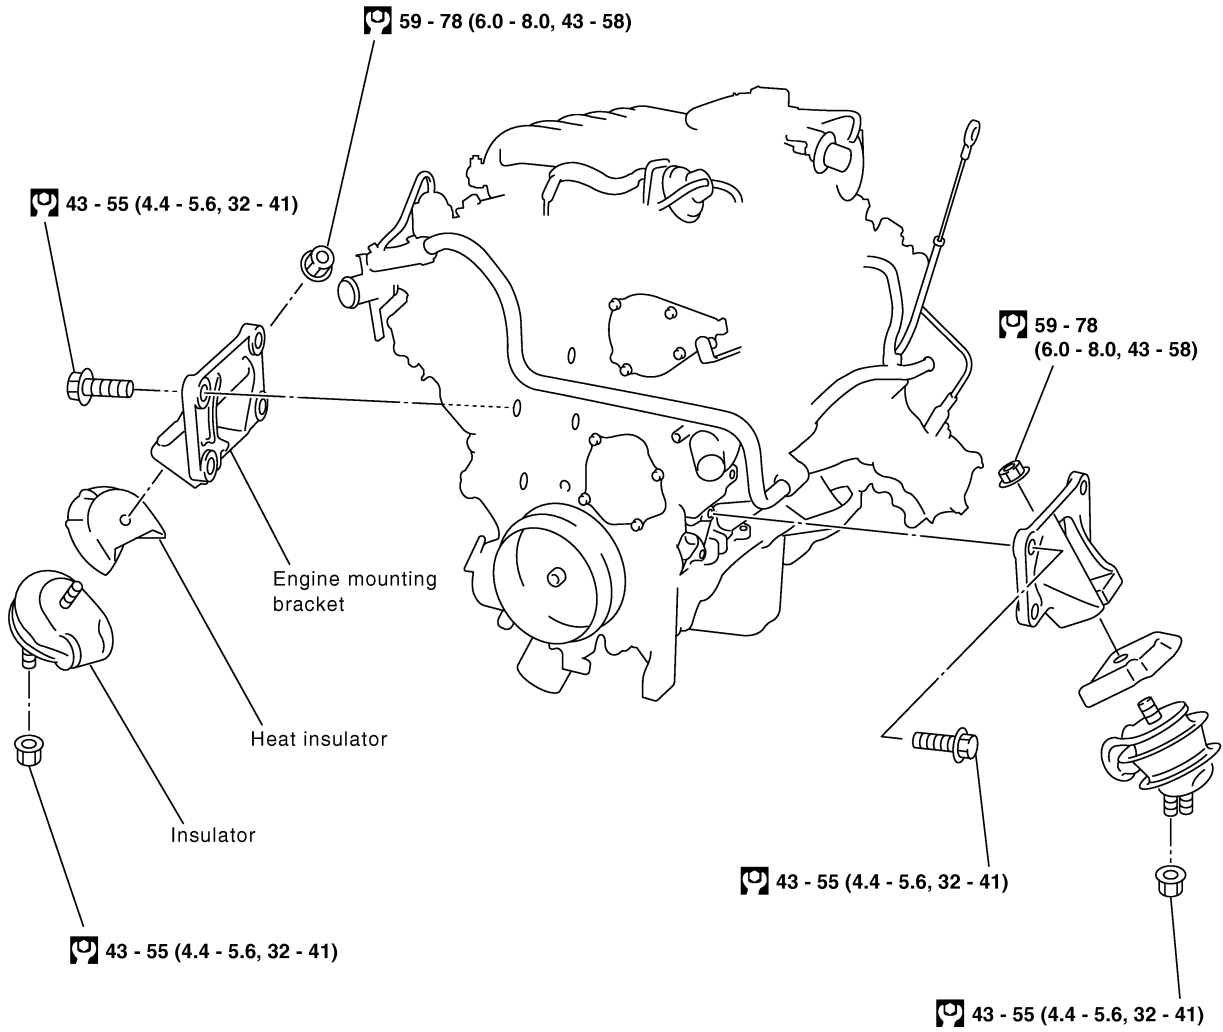 59 - 78 (6.0 - 8.0, 43 - 58)
43 - 55 (4.4 - 5.6, 32 - 41)
59 - 78
(6.0 - 8.0, 43 - 58)
Engine mounting
bracket
Heat insulator
Insulator
43 - 55 (4.4 - 5.6, 32 - 41)
43 - 55 (4.4 - 5.6, 32 - 41)
43 - 55 (4.4 - 5.6, 32 - 41)